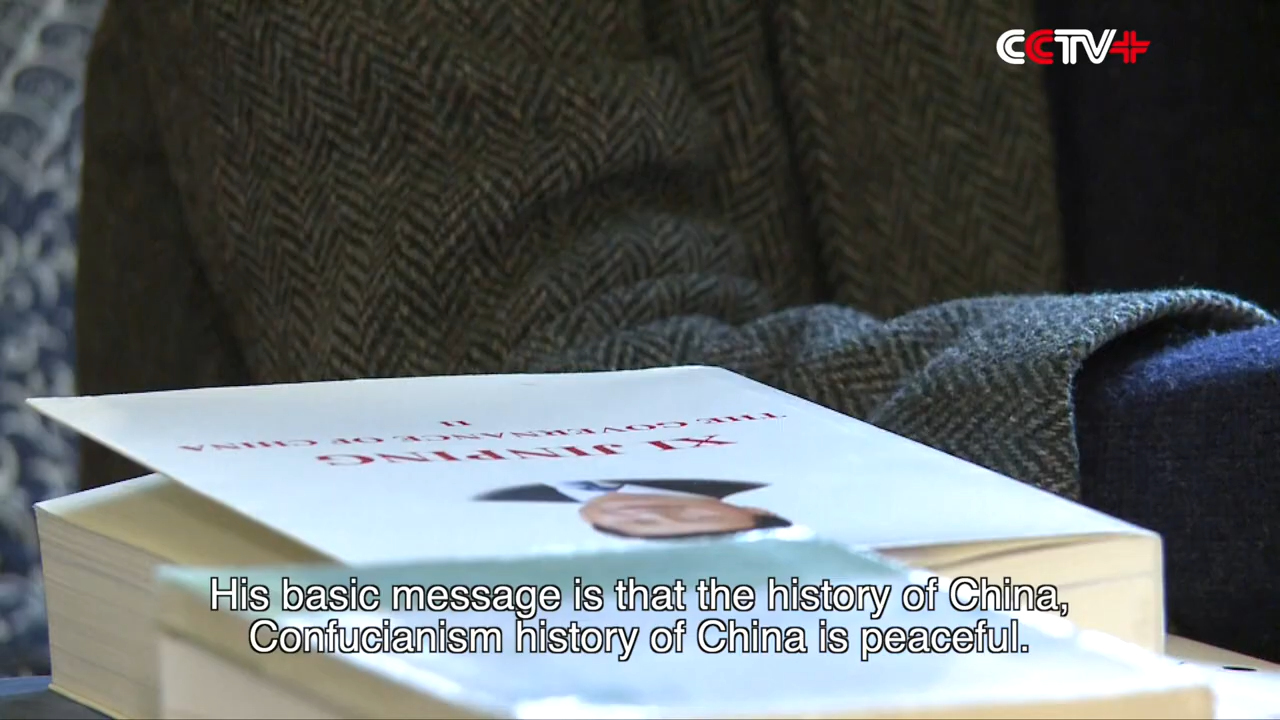 CCTV+
THE GOVERNANCE OF CHINA
II
XI JINPING
His basic message is that the history of China,
Confucianism history of China is peaceful.